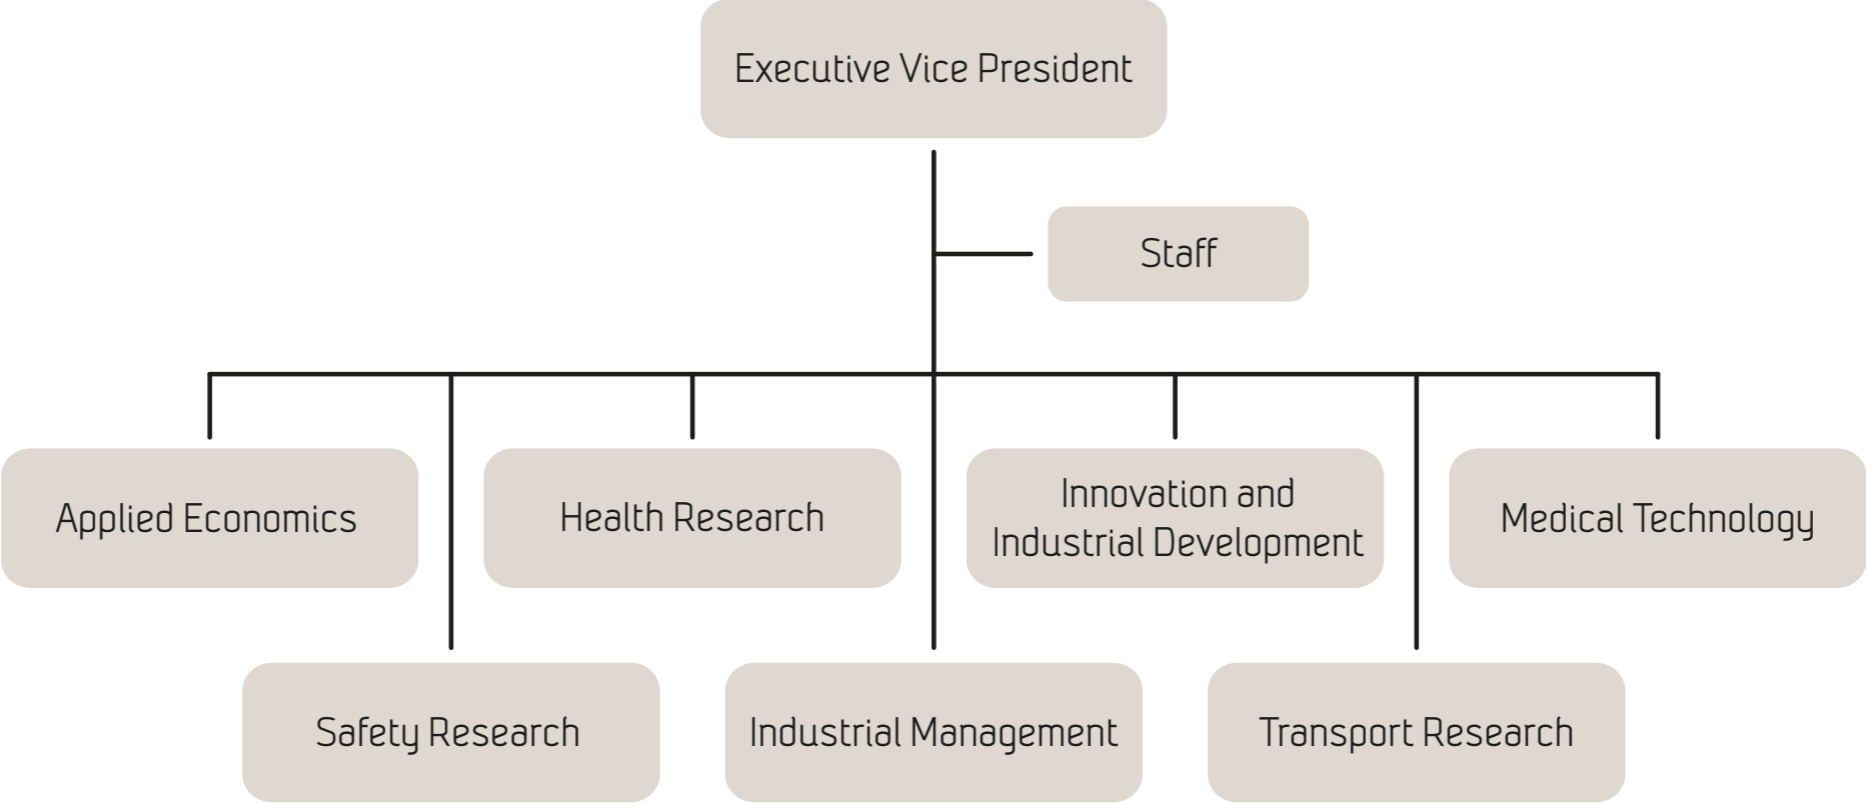 Executive Vice President
Staff
Applied Economics
Health Research
Innovation and
Industrial Development
Medical Technology
Safety Research
Industrial Management
Transport Research